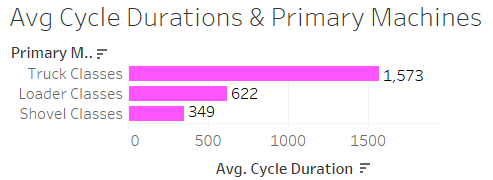 Avg Cycle Durations & Primary Machines
Primary M..
Truck Classes 1,573
Loader Classes 622
Shovel Classes 349
0 500 1000 1500
Avg. Cycle Duration